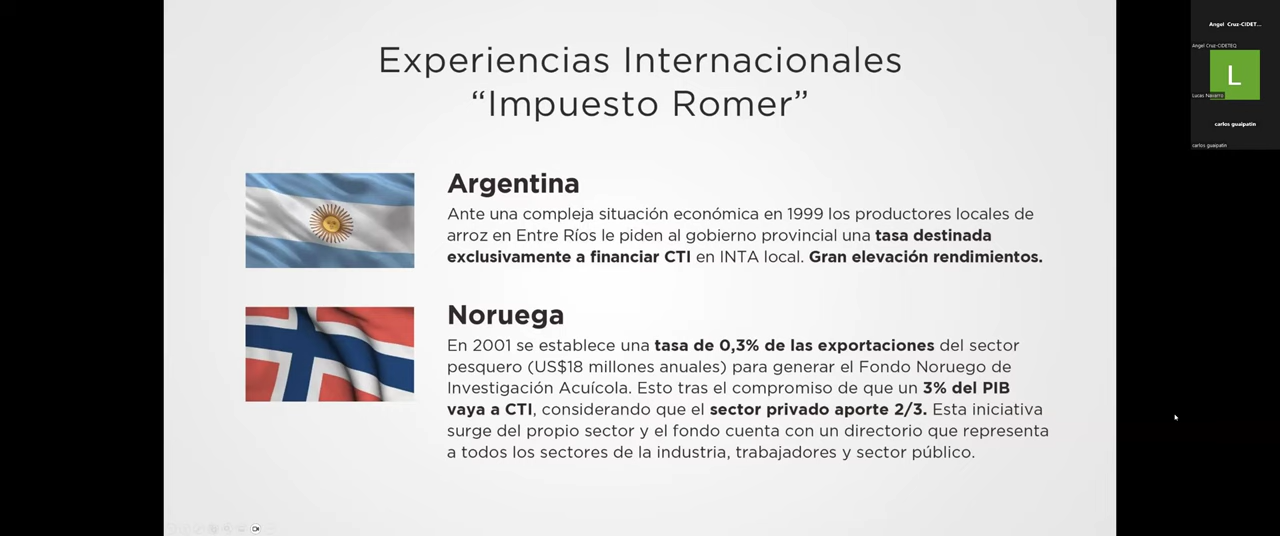 Experiencias Internacionales
“Impuesto Romer”
Argentina
Ante una compleja situación económica en 1999 los productores locales de
arroz en Entre Ríos le piden al gobierno provincial una tasa destinada
exclusivamente a financiar CTI en INTA local. Gran elevación rendimientos.
Noruega
En 2001 se establece una tasa de 0,3% de las exportaciones del sector
pesquero (US$18 millones anuales) para generar el Fondo Noruego de
Investigación Acuícola. Esto tras el compromiso de que un 3% del PIB
vaya a CTI, considerando que el sector privado aporte 2/3. Esta iniciativa
surge del propio sector y el fondo cuenta con un directorio que representa
a todos los sectores de la industria, trabajadores y sector público.
Angel Cruz-CIDET...
Angel Cruz-CIDETEQ
L
Lucas Navarro
carlos guaipatin
carlos guaipatin